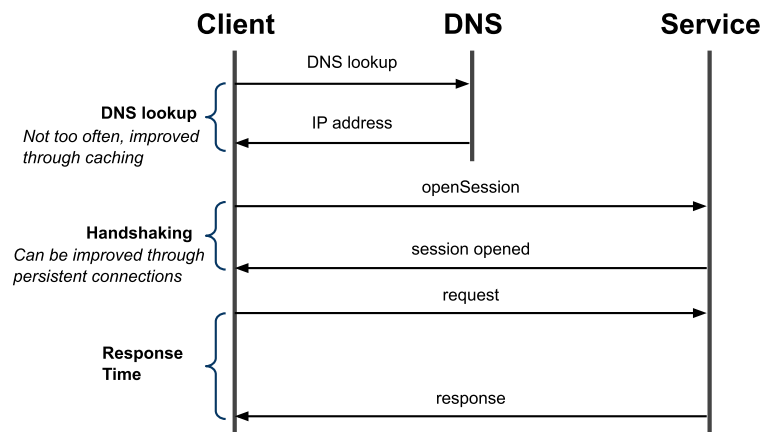 Client
DNS
Service
DNS lookup
DNS lookup
IP address
Not too often, improved
through caching
openSession
Handshaking
session opened
Can be improved through
persistent connections
request
Response
Time
response